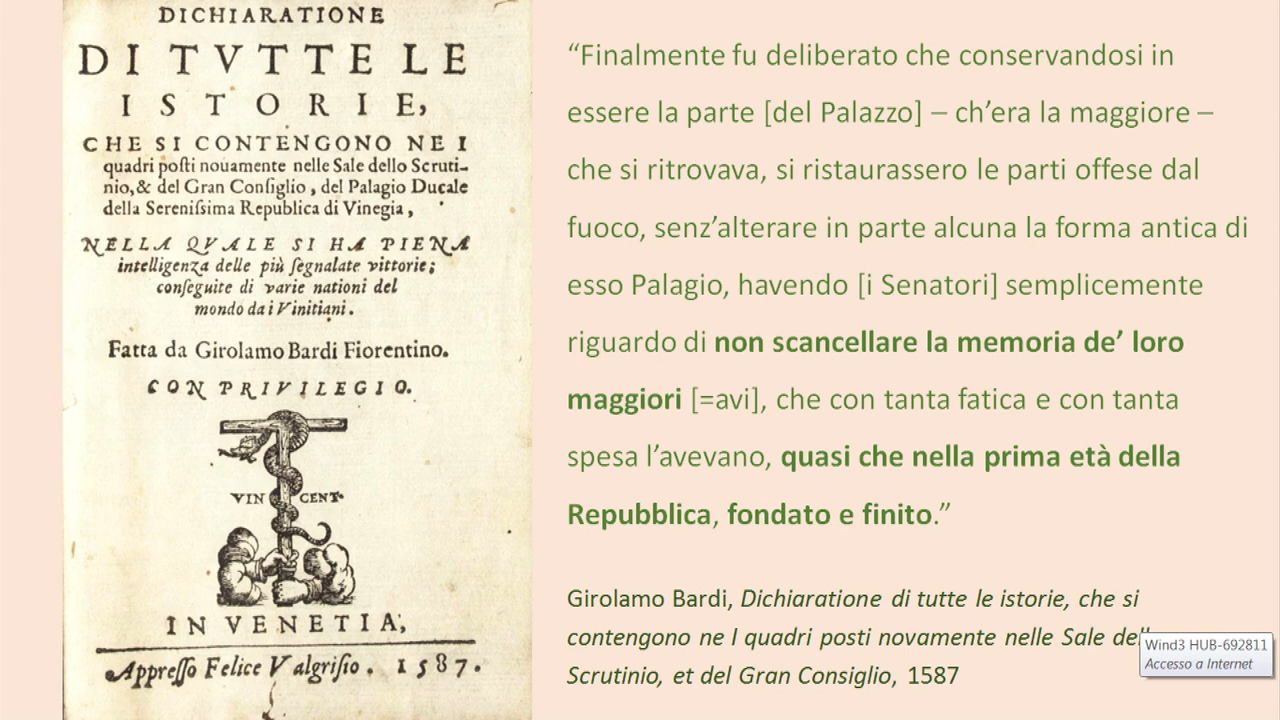 DICHIARATIONE
DI TVTTE LE
ISTORIE,
CHE SI CONTENGONO NE I
quadri posti nouamente nelle Sale dello Scruti-
nio, & del Gran Consiglio, del Palagio Ducale
della Serenissima Republica di Vinegia,
NELLA QVALE SI HA PIENA
intelligenza delle più segnalate vittorie;
conseguite di varie nationi del
mondo da i Vinitiani.
Fatta da Girolamo Bardi Fiorentino.
CON PRIVILEGIO.
VIN CENT.
IN VENETIA,
Appresso Felice Valgrisio. 1587.
“Finalmente fu deliberato che conservandosi in
essere la parte [del Palazzo] – ch’era la maggiore –
che si ritrovava, si ristaurassero le parti offese dal
fuoco, senz’alterare in parte alcuna la forma antica di
esso Palagio, havendo [i Senatori] semplicemente
riguardo di non scancellare la memoria de’ loro
maggiori [=avi], che con tanta fatica e con tanta
spesa l’avevano, quasi che nella prima età della
Repubblica, fondato e finito.”
Girolamo Bardi, Dichiaratione di tutte le istorie, che si
contengono ne I quadri posti novamente nelle Sale dell
Scrutinio, et del Gran Consiglio, 1587
Wind3 HUB-692811
Accesso a Internet